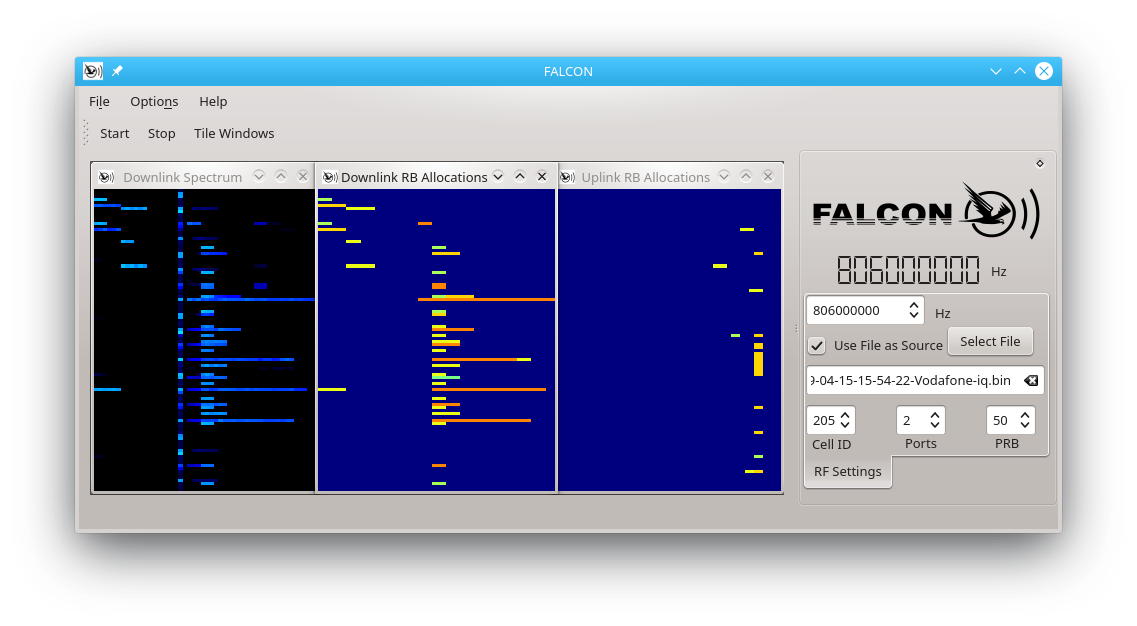 FALCON
File Options Help
Start Stop Tile Windows
Downlink Spectrum Downlink RB Allocations Uplink RB Allocations
FALCON
806000000 Hz
806000000 Hz
Use File as Source Select File
9-04-15-15-54-22-Vodafone-iq.bin
205 2 50
Cell ID Ports PRB
RF Settings